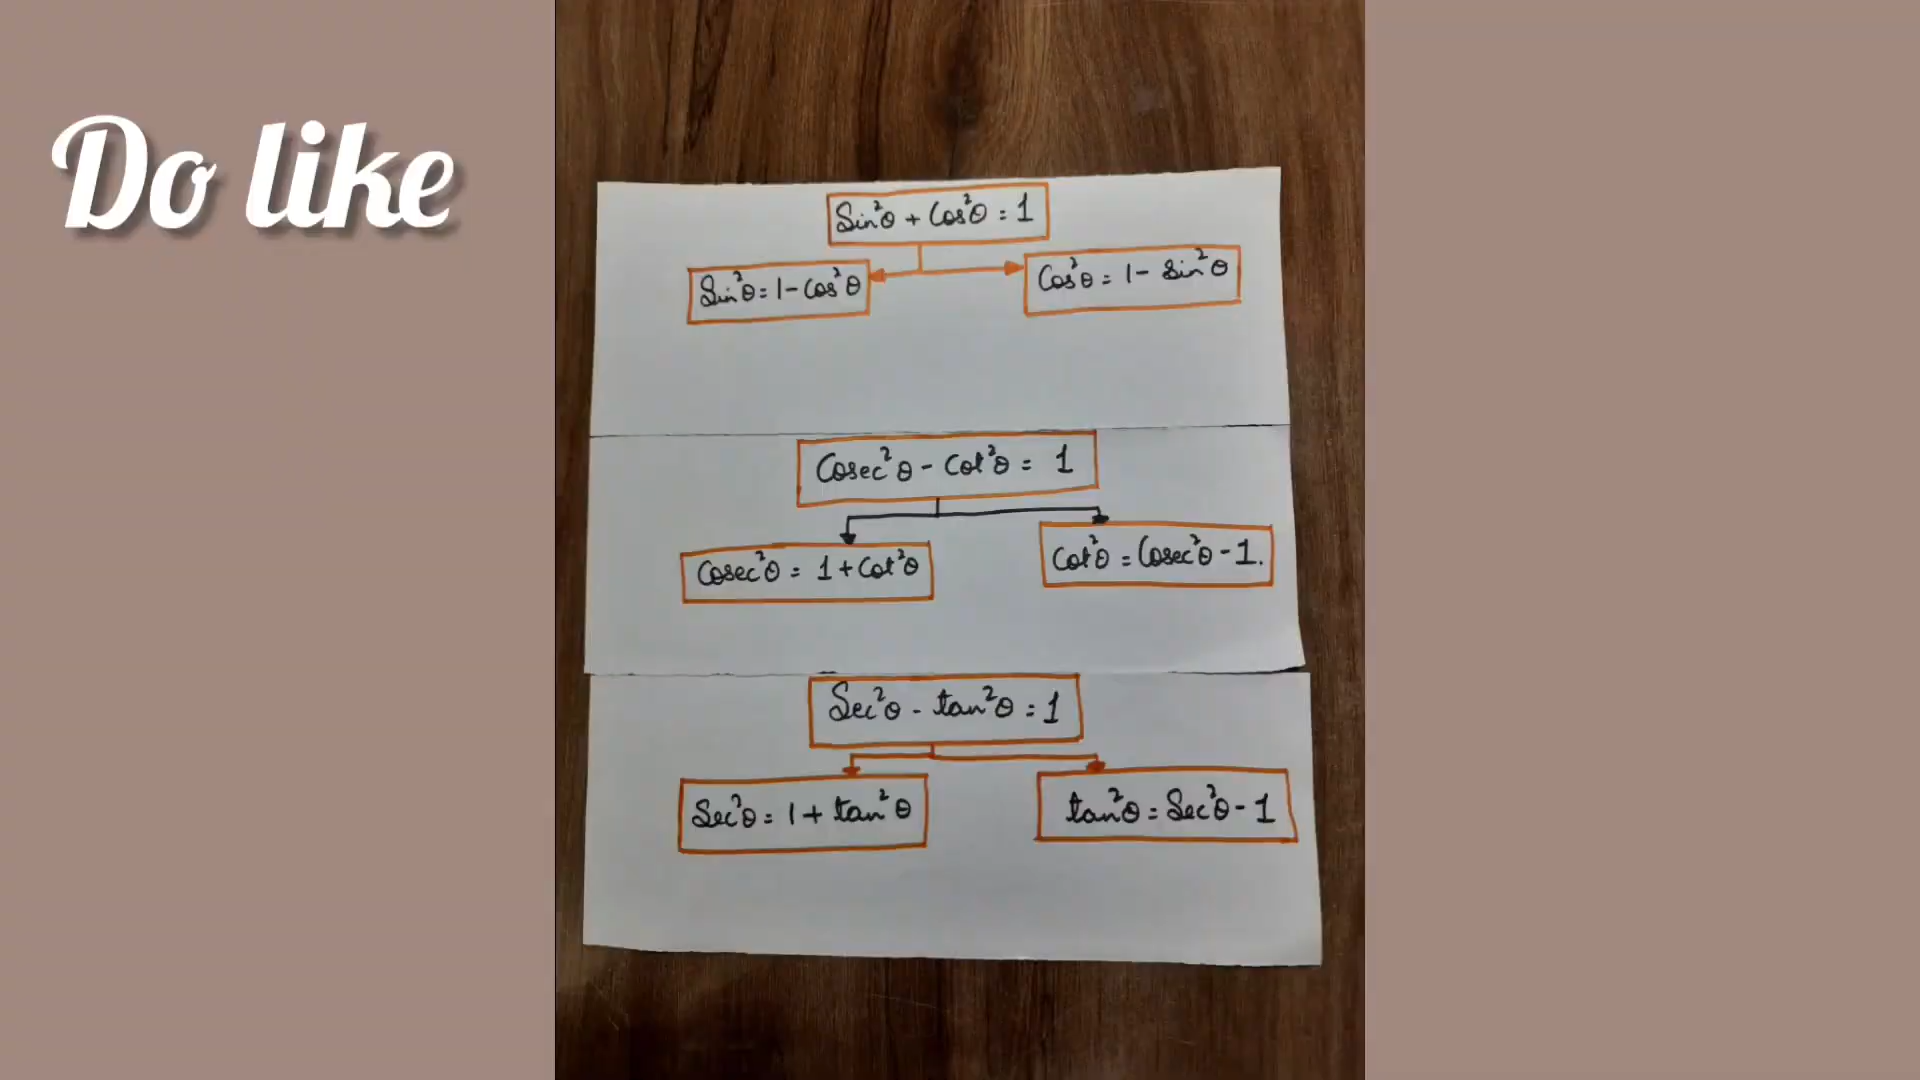 Do like
Sin²θ + Cos²θ = 1
Sin²θ = 1 - Cos²θ
Cos²θ = 1 - Sin²θ
Cosec²θ - Cot²θ = 1
Cosec²θ = 1 + Cot²θ
Cot²θ = Cosec²θ - 1.
Sec²θ - tan²θ = 1
Sec²θ = 1 + tan²θ
tan²θ = Sec²θ - 1